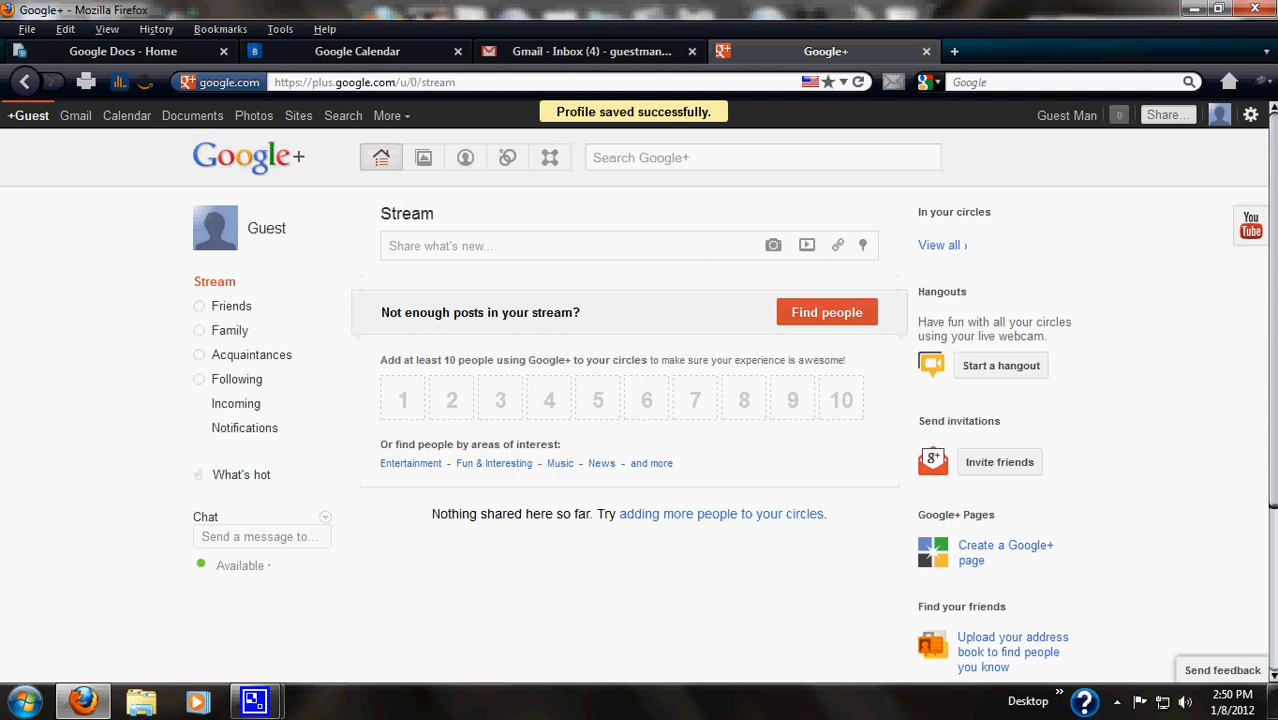 Google+ - Mozilla Firefox
File Edit View History Bookmarks Tools Help
Google Docs - Home
Google Calendar
Gmail - Inbox (4) - guestman...
Google+
google.com https://plus.google.com/u/0/stream
Google
+Guest Gmail Calendar Documents Photos Sites Search More
Profile saved successfully.
Guest Man 0 Share...
Google+
Search Google+
Guest
Stream
Friends
Family
Acquaintances
Following
Incoming
Notifications
What's hot
Chat
Send a message to...
Available
Stream
Share what's new...
Not enough posts in your stream?
Find people
Add at least 10 people using Google+ to your circles to make sure your experience is awesome!
1 2 3 4 5 6 7 8 9 10
Or find people by areas of interest:
Entertainment - Fun & Interesting - Music - News - and more
Nothing shared here so far. Try adding more people to your circles.
In your circles
View all ›
Hangouts
Have fun with all your circles
using your live webcam.
Start a hangout
Send invitations
g+
Invite friends
Google+ Pages
Create a Google+
page
Find your friends
Upload your address
book to find people
you know
You
Tube
Send feedback
Desktop »
2:50 PM
1/8/2012